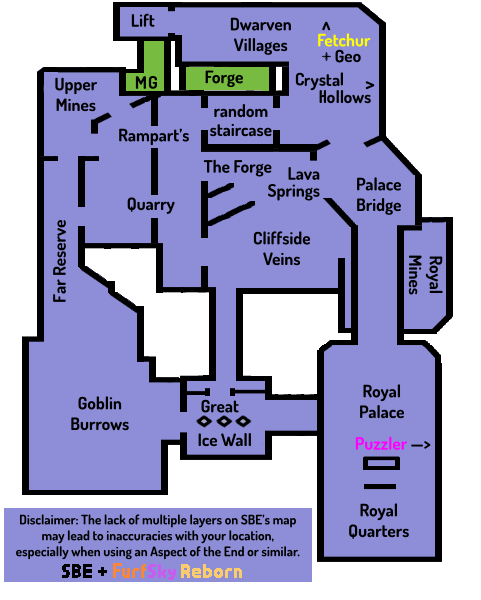 Lift
Dwarven
Villages
^
Fetchur
+ Geo
Upper
Mines
MG
Forge
Crystal
Hollows
>
random
staircase
Rampart's
The Forge
Lava
Springs
Palace
Bridge
Quarry
Far Reserve
Cliffside
Veins
Royal
Mines
Goblin
Burrows
Great
Ice Wall
Royal
Palace
Puzzler —>
Royal
Quarters
Disclaimer: The lack of multiple layers on SBE's map
may lead to inaccuracies with your location,
especially when using an Aspect of the End or similar.
SBE + FurfSky Reborn